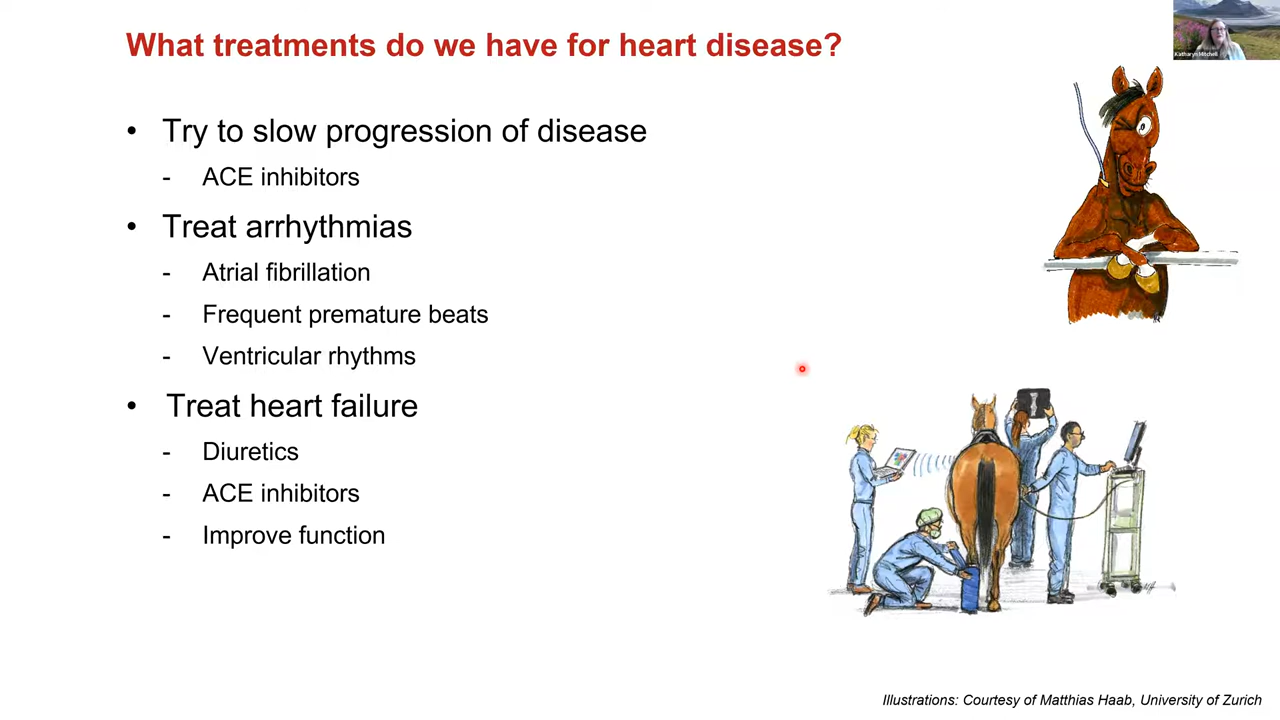 What treatments do we have for heart disease?
Katharyn Mitchell
• Try to slow progression of disease
- ACE inhibitors
• Treat arrhythmias
- Atrial fibrillation
- Frequent premature beats
- Ventricular rhythms
• Treat heart failure
- Diuretics
- ACE inhibitors
- Improve function
Illustrations: Courtesy of Matthias Haab, University of Zurich